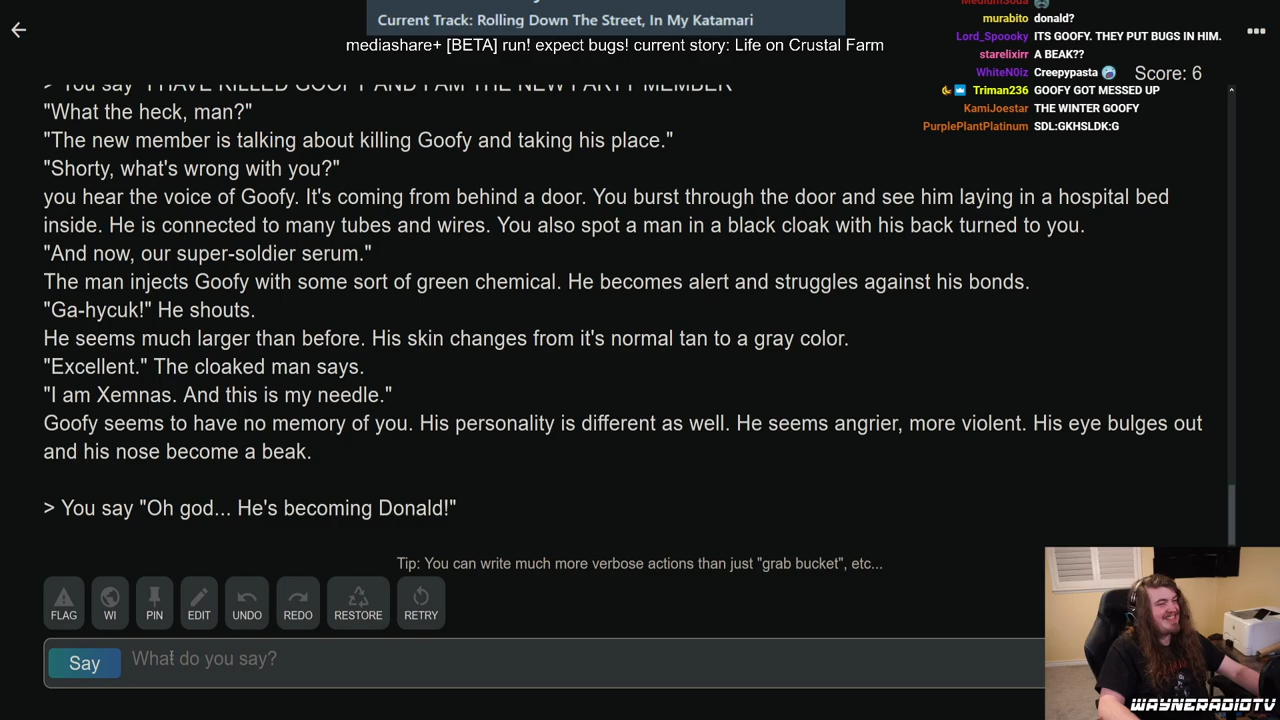 Current Track: Rolling Down The Street, In My Katamari
mediashare+ [BETA] run! expect bugs! current story: Life on Crustal Farm
MediumSoda
murabito donald?
Lord_Spoooky ITS GOOFY. THEY PUT BUGS IN HIM.
starelixirr A BEAK??
WhiteN0iz Creepypasta
Score: 6
Triman236 GOOFY GOT MESSED UP
KamiJoestar THE WINTER GOOFY
PurplePlantPlatinum SDL:GKHSLDK:G
> You say "I HAVE KILLED GOOFY AND I AM THE NEW PARTY MEMBER"
"What the heck, man?"
"The new member is talking about killing Goofy and taking his place."
"Shorty, what's wrong with you?"
you hear the voice of Goofy. It's coming from behind a door. You burst through the door and see him laying in a hospital bed
inside. He is connected to many tubes and wires. You also spot a man in a black cloak with his back turned to you.
"And now, our super-soldier serum."
The man injects Goofy with some sort of green chemical. He becomes alert and struggles against his bonds.
"Ga-hycuk!" He shouts.
He seems much larger than before. His skin changes from it's normal tan to a gray color.
"Excellent." The cloaked man says.
"I am Xemnas. And this is my needle."
Goofy seems to have no memory of you. His personality is different as well. He seems angrier, more violent. His eye bulges out
and his nose become a beak.
> You say "Oh god... He's becoming Donald!"
Tip: You can write much more verbose actions than just "grab bucket", etc...
FLAG WI PIN EDIT UNDO REDO RESTORE RETRY
Say What do you say?
WAYNERADIOTV